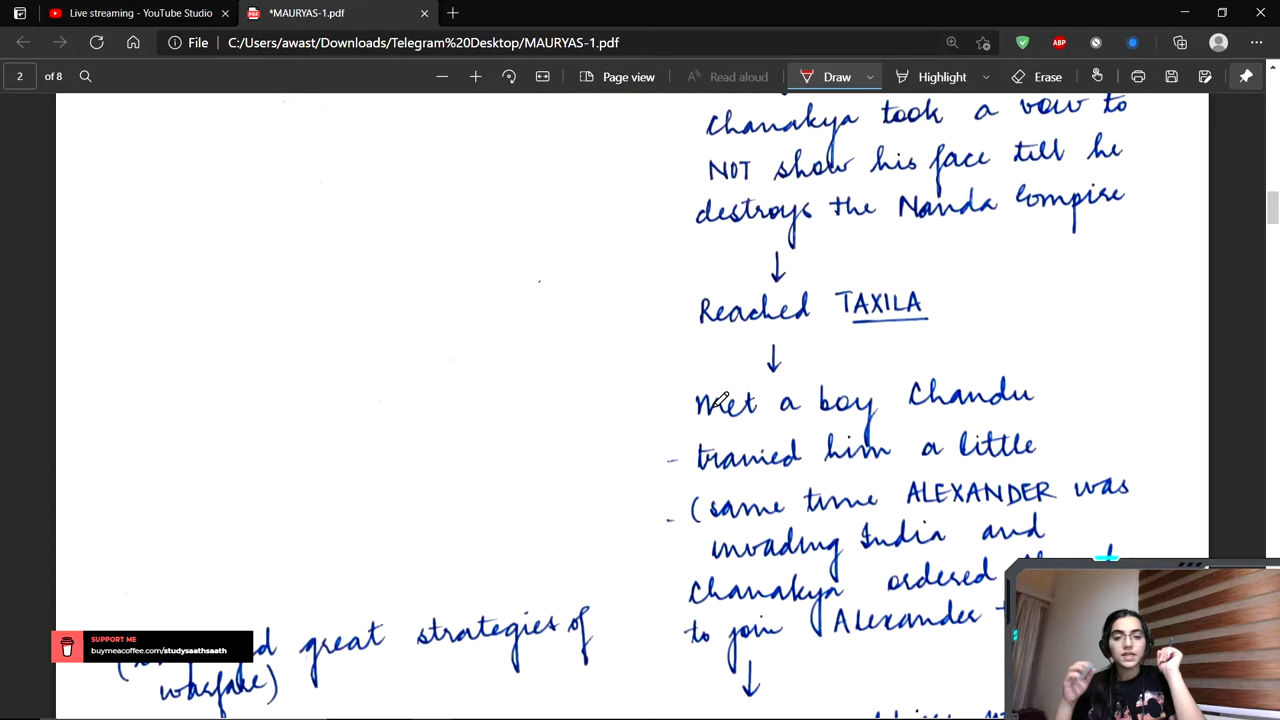 Live streaming - YouTube Studio
*MAURYAS-1.pdf
File
C:/Users/awast/Downloads/Telegram%20Desktop/MAURYAS-1.pdf
ABP
2 of 8
Page view
Read aloud
Draw
Highlight
Erase
Chanakya took a vow to
NOT show his face till he
destroys the Nanda Empire
↓
Reached TAXILA
↓
Met a boy Chandu
- trained him a little
- (same time ALEXANDER was
invading India and
Chanakya ordered
to join Alexander
↓
great strategies of
warfare)
SUPPORT ME
buymeacoffee.com/studysaathsaath